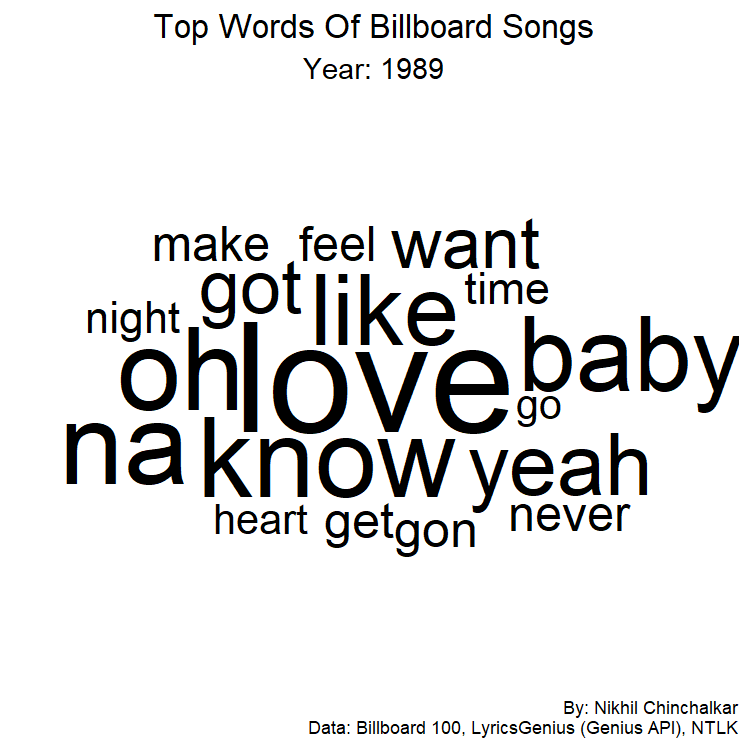 Top Words Of Billboard Songs
Year: 1989
make feel want
got like time
night
oh love baby
go
na know yeah
heart get gon never
By: Nikhil Chinchalkar
Data: Billboard 100, LyricsGenius (Genius API), NTLK